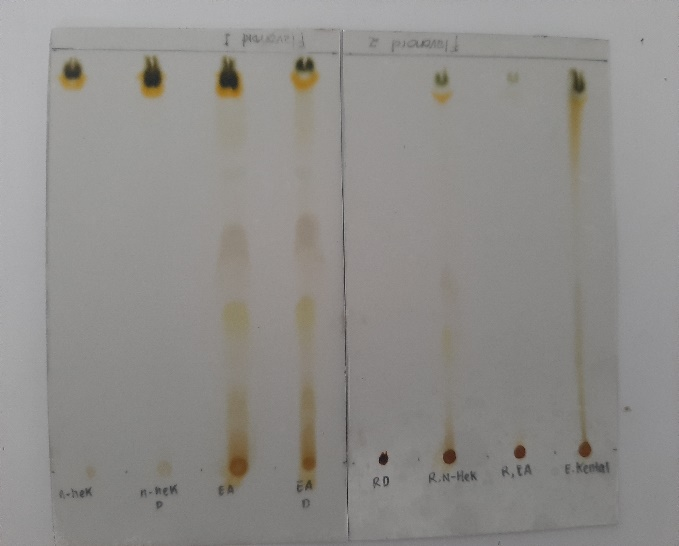 Flavonoid 1
Flavonoid 2
n-hek
n-hek
D
EA
EA
D
RD
R.N-Hek
R, EA
E.Kental